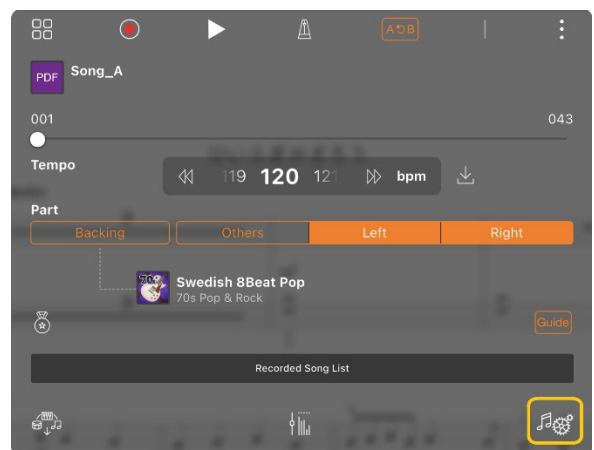 A B
PDF Song_A
001 043
Tempo
119 120 121 bpm
Part
Backing Others Left Right
70s Swedish 8Beat Pop
70s Pop & Rock
Guide
Recorded Song List